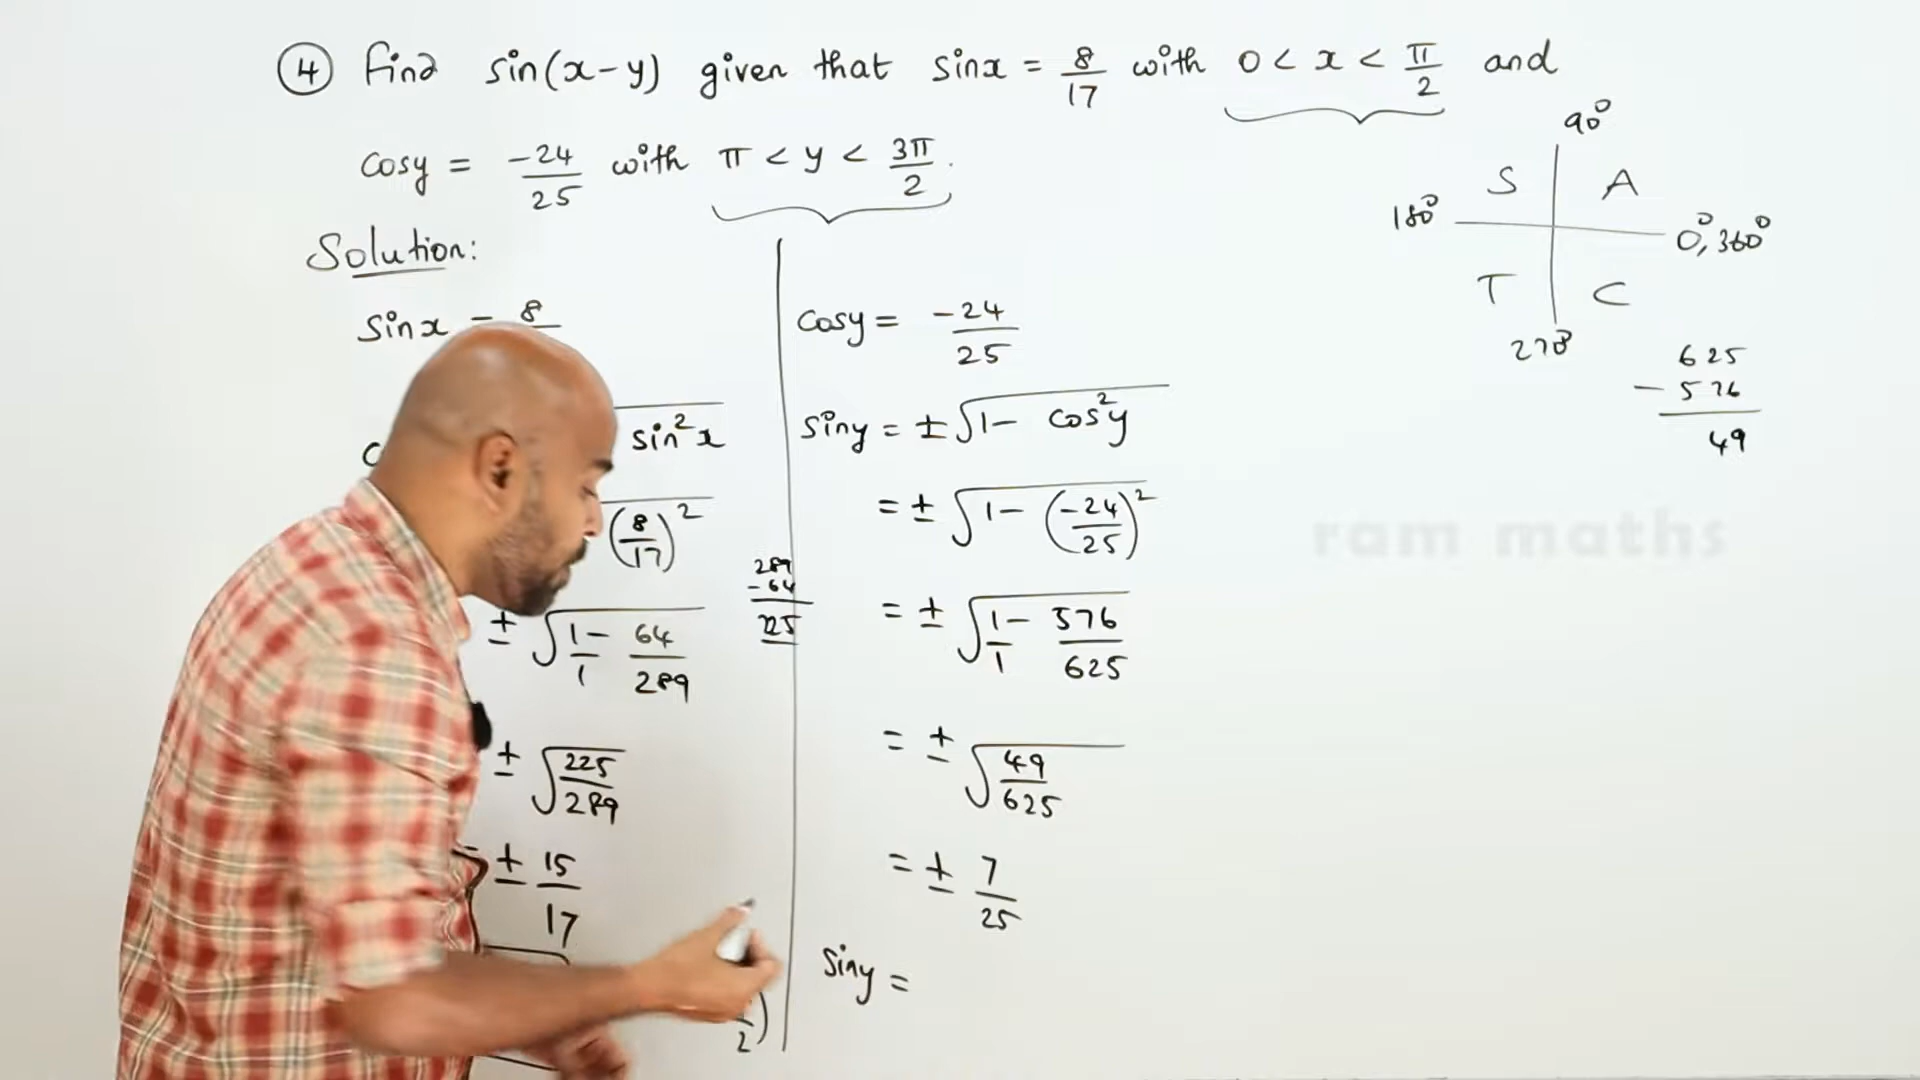 4 Find sin(x-y) given that sinx = 8/17 with 0 < x < π/2 and
cosy = -24/25 with π < y < 3π/2.
Solution:
sinx = 8
sin²x
(8/17)²
± √(1/1 - 64/289)
± √(225/289)
= ± 15/17
2)
289
- 64
225
cosy = -24/25
siny = ± √(1 - cos²y)
= ± √(1 - (-24/25)²)
= ± √(1/1 - 576/625)
= ± √(49/625)
= ± 7/25
siny =
90°
S A
180° 0°, 360°
T C
270°
625
- 576
49
ram maths